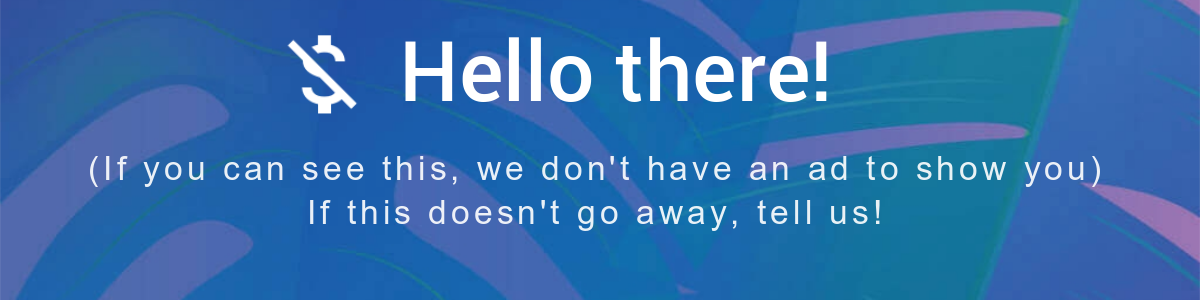 Hello there!
(If you can see this, we don't have an ad to show you)
If this doesn't go away, tell us!